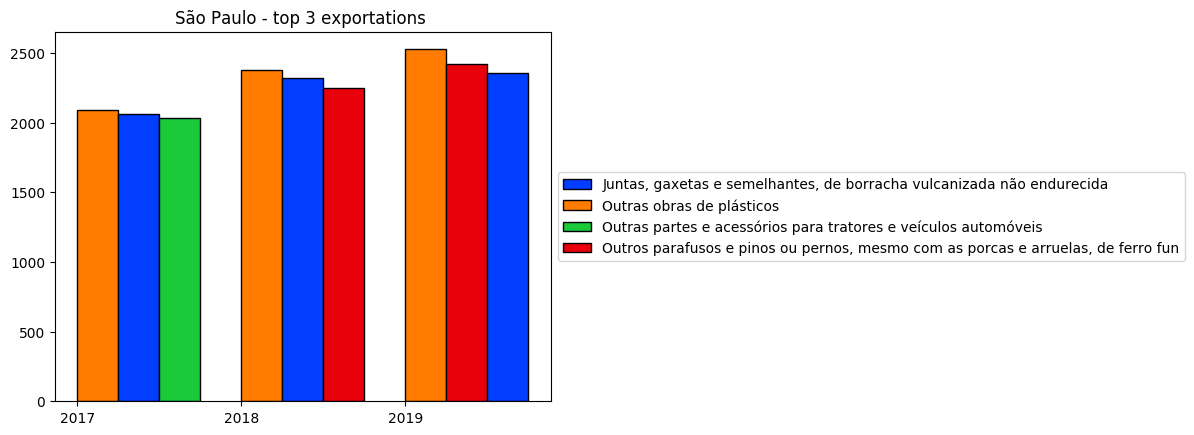 São Paulo - top 3 exportations
2500
2000
1500
1000
500
0
2017
2018
2019
Juntas, gaxetas e semelhantes, de borracha vulcanizada não endurecida
Outras obras de plásticos
Outras partes e acessórios para tratores e veículos automóveis
Outros parafusos e pinos ou pernos, mesmo com as porcas e arruelas, de ferro fun